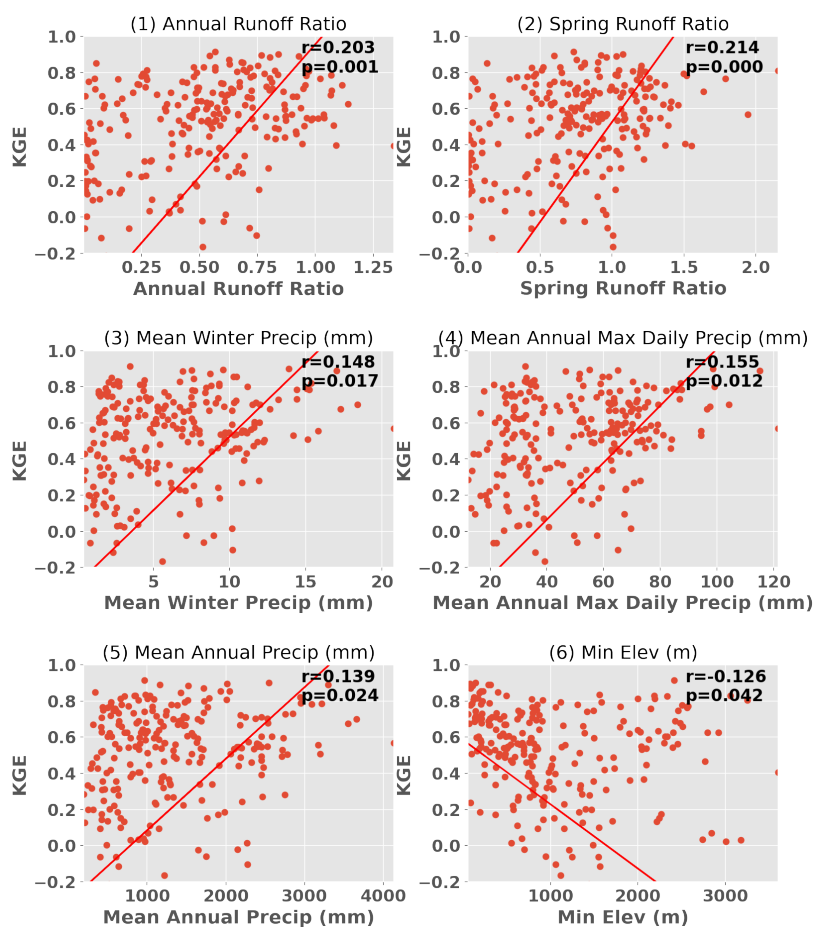 (1) Annual Runoff Ratio
(2) Spring Runoff Ratio
1.0
0.8
0.6
0.4
0.2
0.0
−0.2
KGE
r=0.203
p=0.001
0.25
0.50
0.75
1.00
1.25
Annual Runoff Ratio
1.0
0.8
0.6
0.4
0.2
0.0
−0.2
KGE
r=0.214
p=0.000
0.0
0.5
1.0
1.5
2.0
Spring Runoff Ratio
(3) Mean Winter Precip (mm)
(4) Mean Annual Max Daily Precip (mm)
1.0
0.8
0.6
0.4
0.2
0.0
−0.2
KGE
r=0.148
p=0.017
5
10
15
20
Mean Winter Precip (mm)
1.0
0.8
0.6
0.4
0.2
0.0
−0.2
KGE
r=0.155
p=0.012
20
40
60
80
100
120
Mean Annual Max Daily Precip (mm)
(5) Mean Annual Precip (mm)
(6) Min Elev (m)
1.0
0.8
0.6
0.4
0.2
0.0
−0.2
KGE
r=0.139
p=0.024
1000
2000
3000
4000
Mean Annual Precip (mm)
1.0
0.8
0.6
0.4
0.2
0.0
−0.2
KGE
r=-0.126
p=0.042
1000
2000
3000
Min Elev (m)